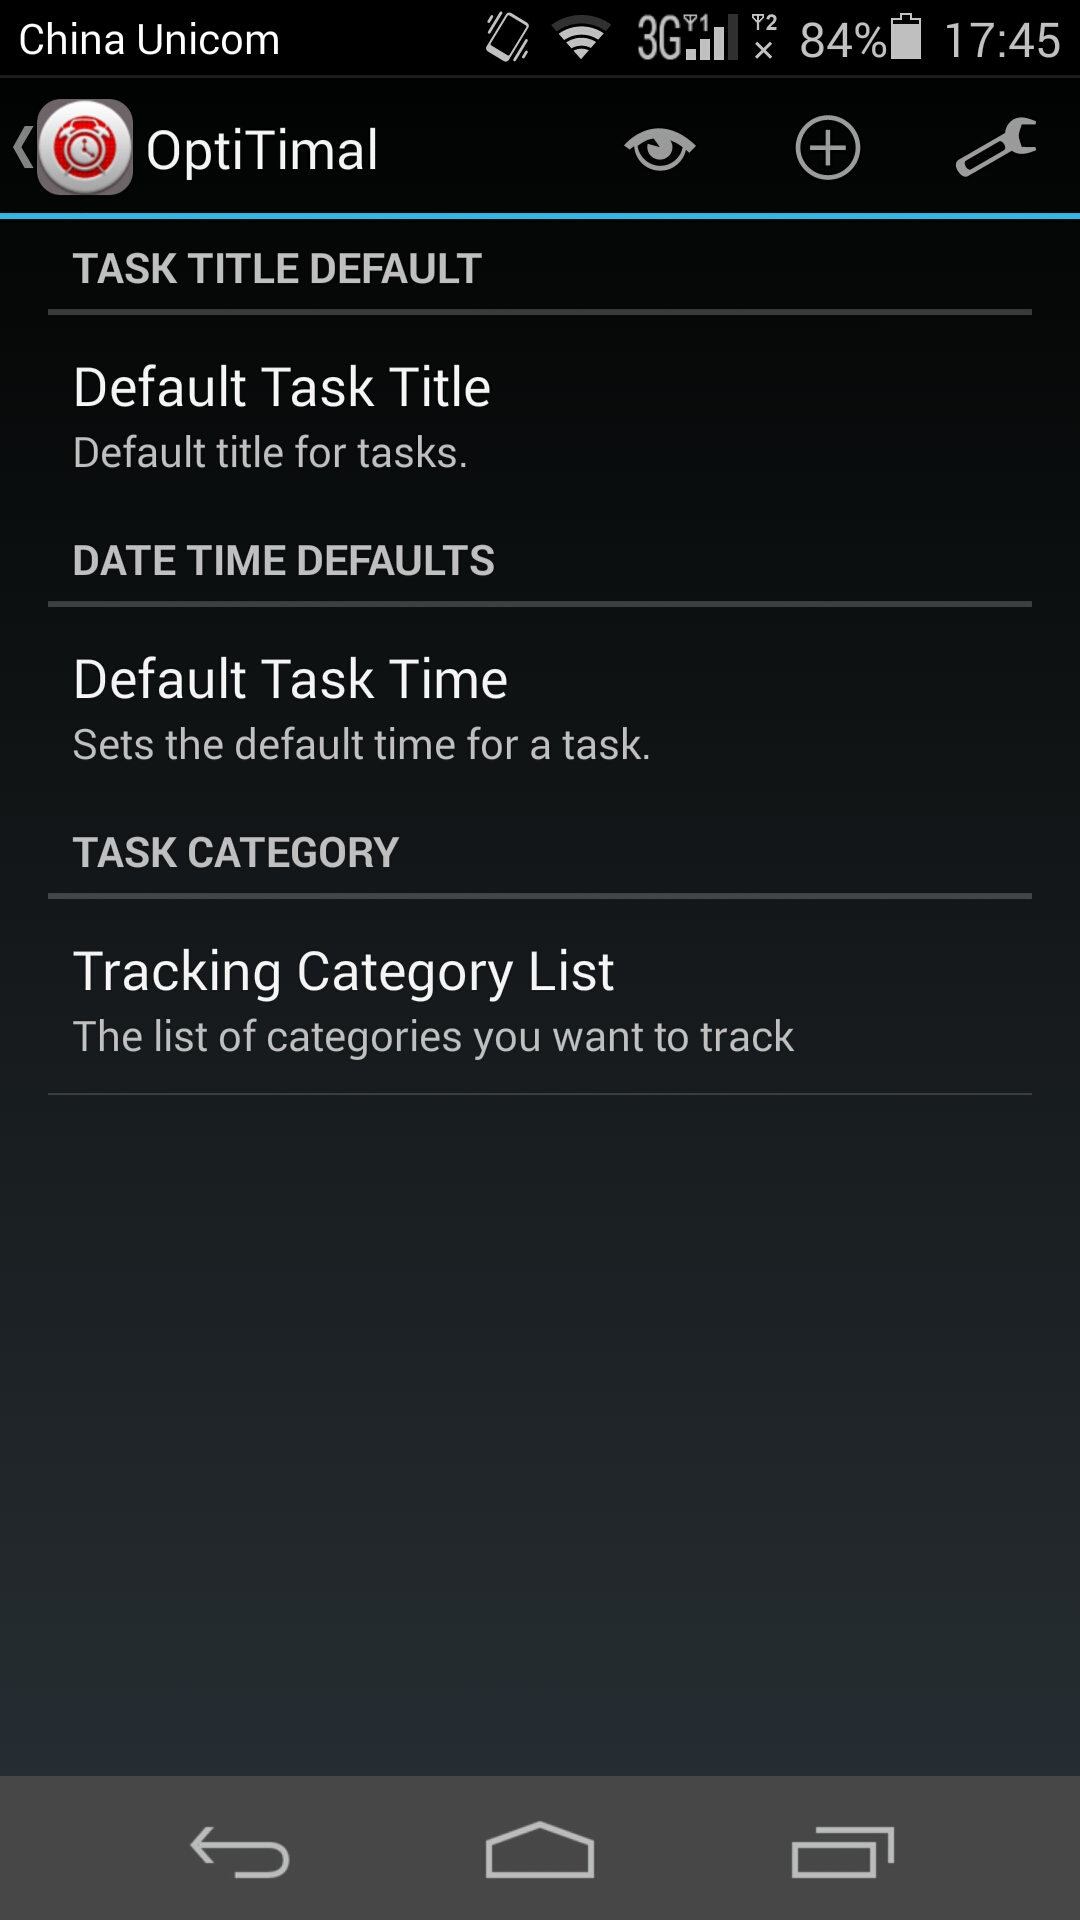 China Unicom 3G 1 2 84% 17:45
OptiTimal
TASK TITLE DEFAULT
Default Task Title
Default title for tasks.
DATE TIME DEFAULTS
Default Task Time
Sets the default time for a task.
TASK CATEGORY
Tracking Category List
The list of categories you want to track